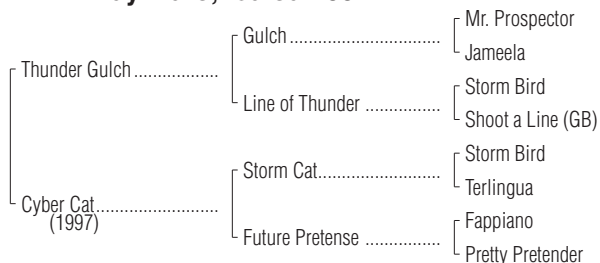 Gulch
Mr. Prospector
Jameela
Thunder Gulch
Line of Thunder
Storm Bird
Shoot a Line (GB)
Storm Cat
Storm Bird
Terlingua
Cyber Cat
(1997)
Future Pretense
Fappiano
Pretty Pretender